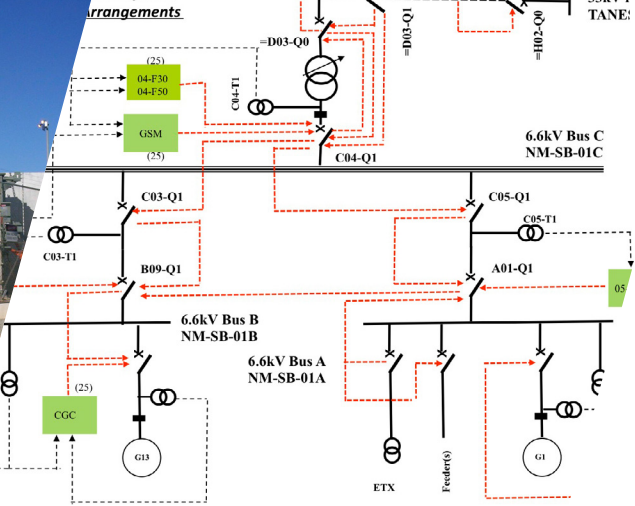 Arrangements
33kV
TANES
=D03-Q0
=D03-Q1
=H02-Q0
(25)
04-F30
04-F50
C04-T1
GSM
(25)
C04-Q1
6.6kV Bus C
NM-SB-01C
C03-Q1
C05-Q1
C05-T1
C03-T1
B09-Q1
A01-Q1
05
6.6kV Bus B
NM-SB-01B
6.6kV Bus A
NM-SB-01A
(25)
CGC
G13
ETX
Feeder(s)
G1